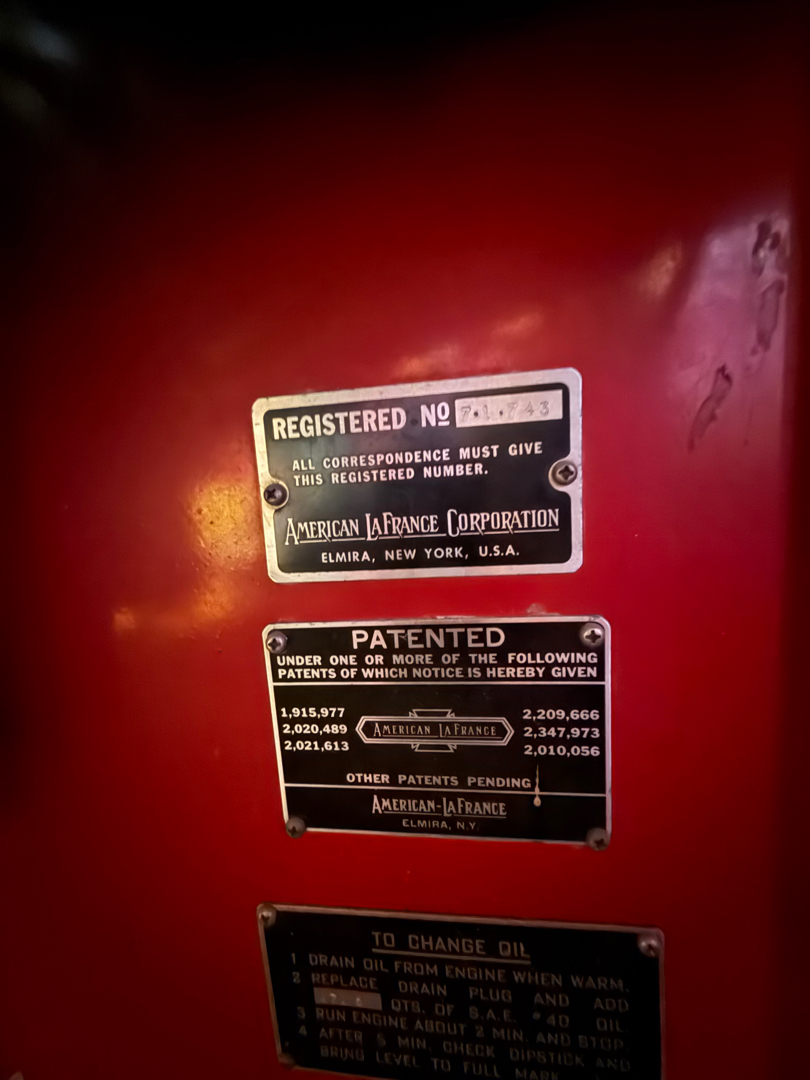 REGISTERED Nº 7.1.743
ALL CORRESPONDENCE MUST GIVE
THIS REGISTERED NUMBER.
AMERICAN LAFRANCE CORPORATION
ELMIRA, NEW YORK, U.S.A.
PATENTED
UNDER ONE OR MORE OF THE FOLLOWING
PATENTS OF WHICH NOTICE IS HEREBY GIVEN
1,915,977
2,020,489
2,021,613
AMERICAN LAFRANCE
2,209,666
2,347,973
2,010,056
OTHER PATENTS PENDING
AMERICAN-LAFRANCE
ELMIRA, N.Y.
TO CHANGE OIL
1 DRAIN OIL FROM ENGINE WHEN WARM.
2 REPLACE DRAIN PLUG AND ADD
QTS. OF S.A.E. #40 OIL.
3 RUN ENGINE ABOUT 2 MIN. AND STOP.
4 AFTER 5 MIN. CHECK DIPSTICK AND
BRING LEVEL TO FULL MARK